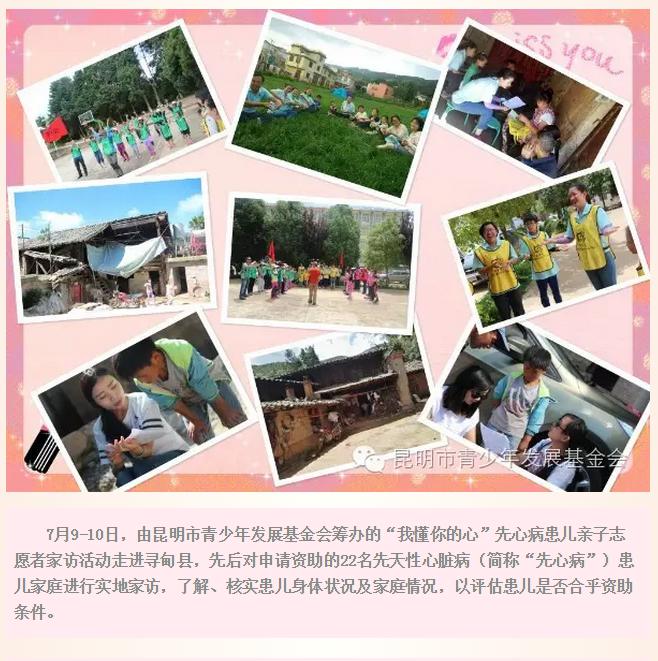 iss you
昆明市青少年发展基金会
7月9-10日，由昆明市青少年发展基金会筹办的“我懂你的心”先心病患儿亲子志
愿者家访活动走进寻甸县，先后对申请资助的22名先天性心脏病（简称“先心病”）患
儿家庭进行实地家访，了解、核实患儿身体状况及家庭情况，以评估患儿是否合乎资助
条件。